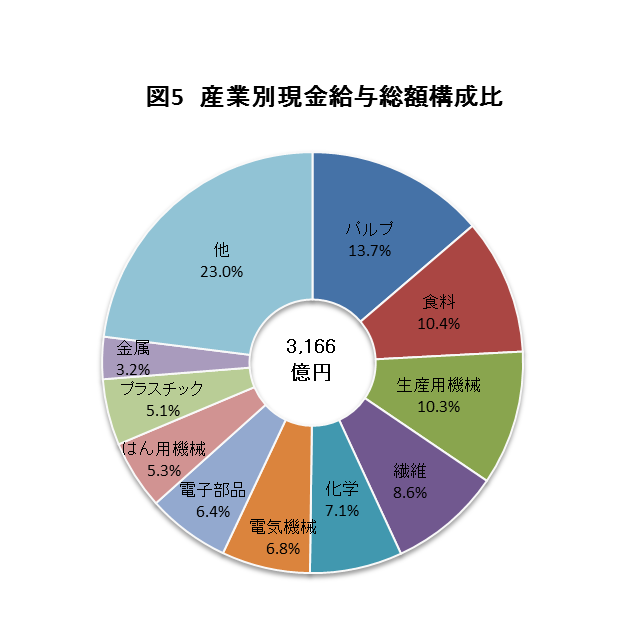 図5 産業別現金給与総額構成比
パルプ
13.7%
食料
10.4%
生産用機械
10.3%
繊維
8.6%
化学
7.1%
電気機械
6.8%
電子部品
6.4%
はん用機械
5.3%
プラスチック
5.1%
金属
3.2%
他
23.0%
3,166
億円